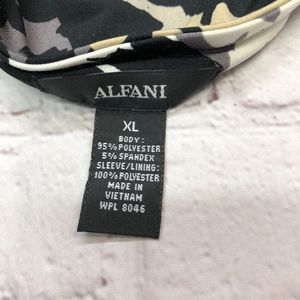 ALFANI
XL
BODY:
95% POLYESTER
5% SPANDEX
SLEEVE/LINING:
100% POLYESTER
MADE IN
VIETNAM
WPL 8046